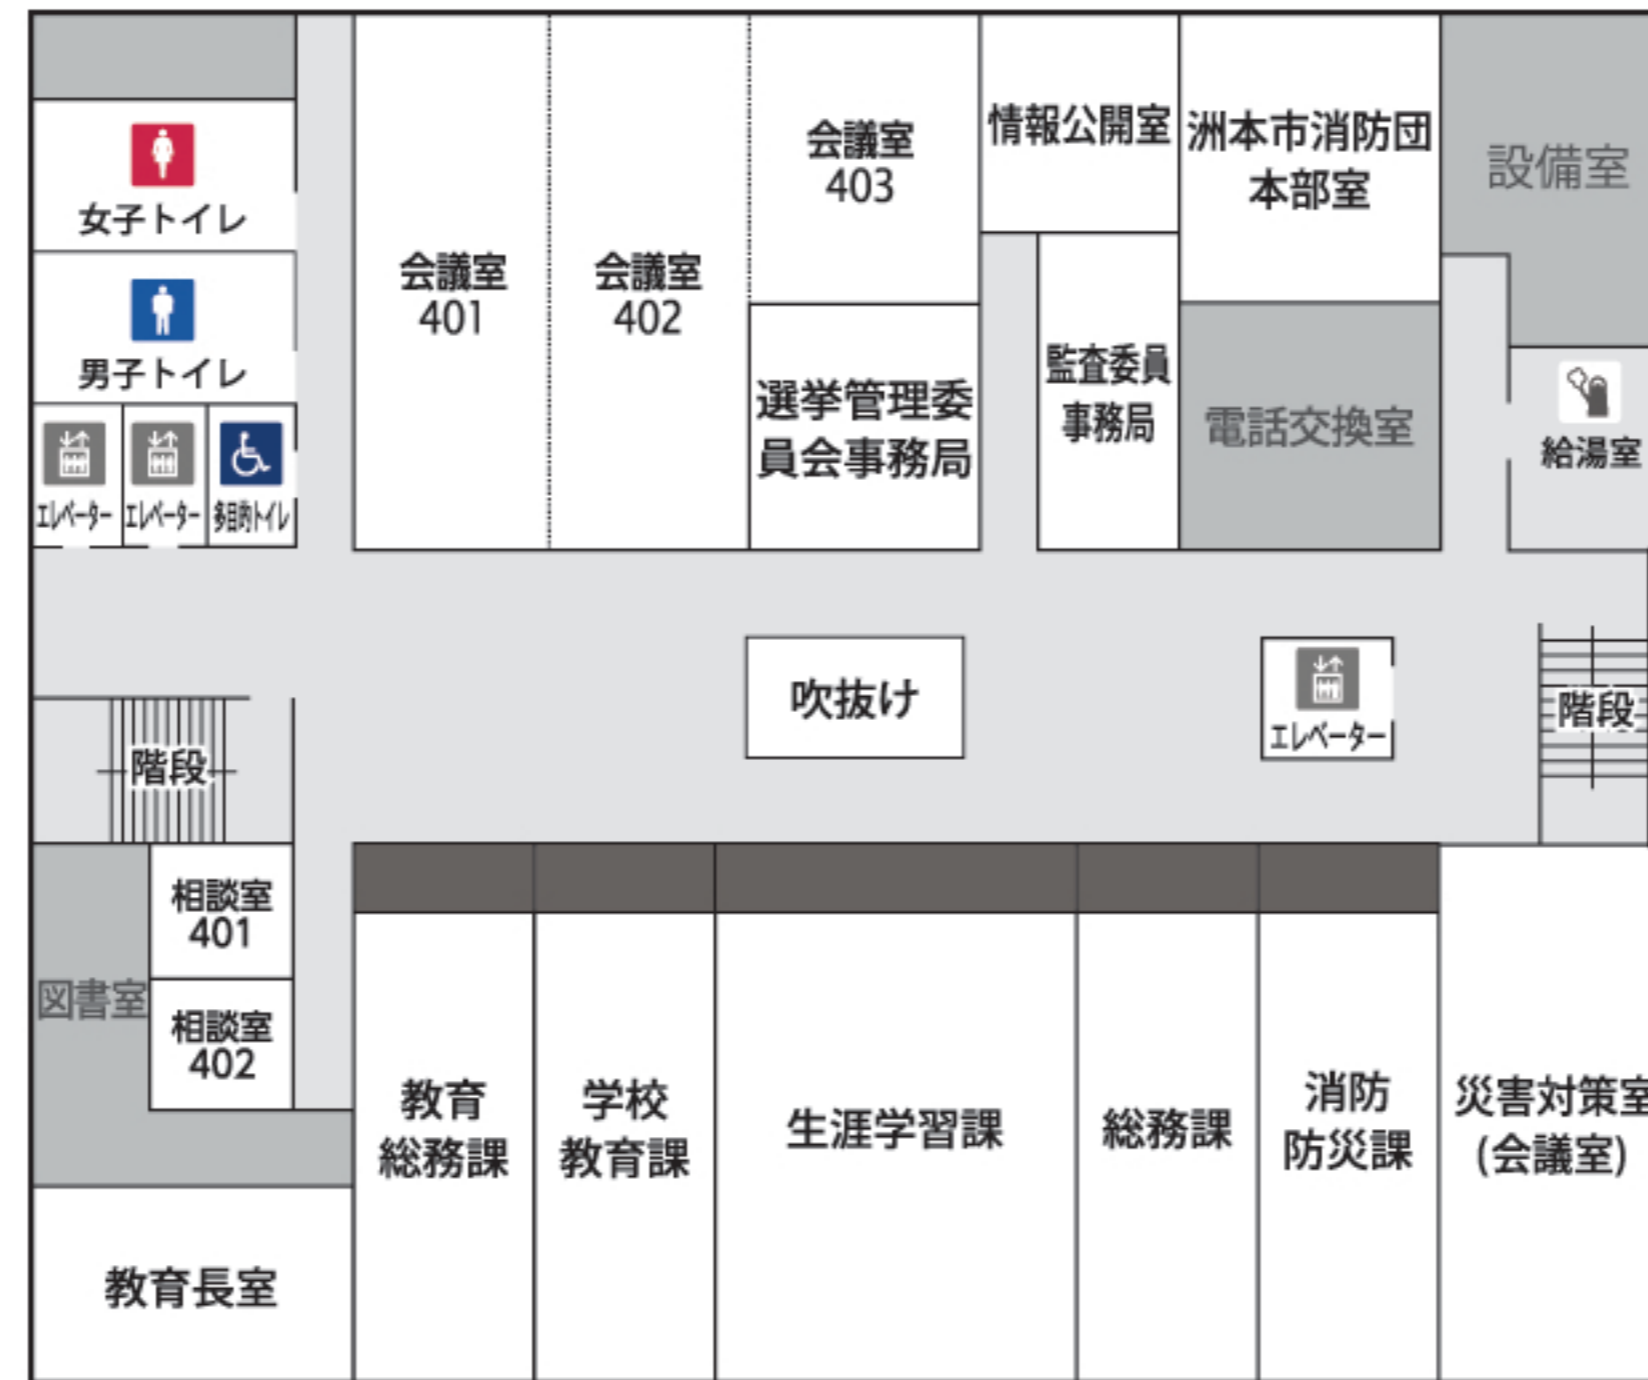 女子トイレ
男子トイレ
エレベーター
エレベーター
多目的トイレ
会議室
401
会議室
402
会議室
403
選挙管理委
員会事務局
情報公開室
監査委員
事務局
洲本市消防団
本部室
電話交換室
設備室
給湯室
吹抜け
エレベーター
階段
階段
図書室
相談室
401
相談室
402
教育長室
教育
総務課
学校
教育課
生涯学習課
総務課
消防
防災課
災害対策室
(会議室)